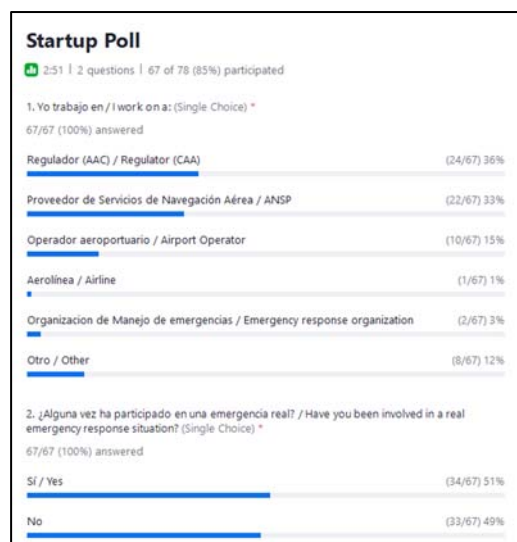 Startup Poll
2:51 | 2 questions | 67 of 78 (85%) participated
1. Yo trabajo en / I work on a: (Single Choice) *
67/67 (100%) answered
Regulador (AAC) / Regulator (CAA) (24/67) 36%
Proveedor de Servicios de Navegación Aérea / ANSP (22/67) 33%
Operador aeroportuario / Airport Operator (10/67) 15%
Aerolínea / Airline (1/67) 1%
Organizacion de Manejo de emergencias / Emergency response organization (2/67) 3%
Otro / Other (8/67) 12%
2. ¿Alguna vez ha participado en una emergencia real? / Have you been involved in a real
emergency response situation? (Single Choice) *
67/67 (100%) answered
Sí / Yes (34/67) 51%
No (33/67) 49%